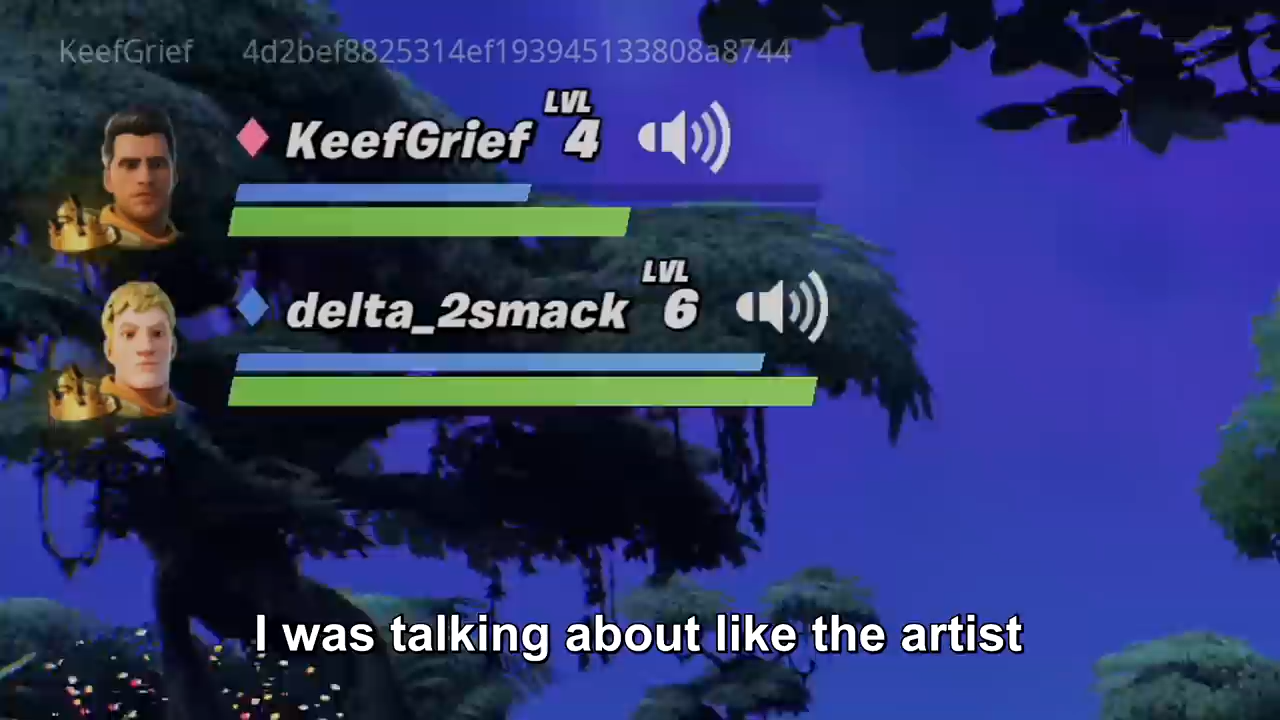 KeefGrief 4d2bef8825314ef193945133808a8744
LVL
KeefGrief 4
LVL
delta_2smack 6
I was talking about like the artist